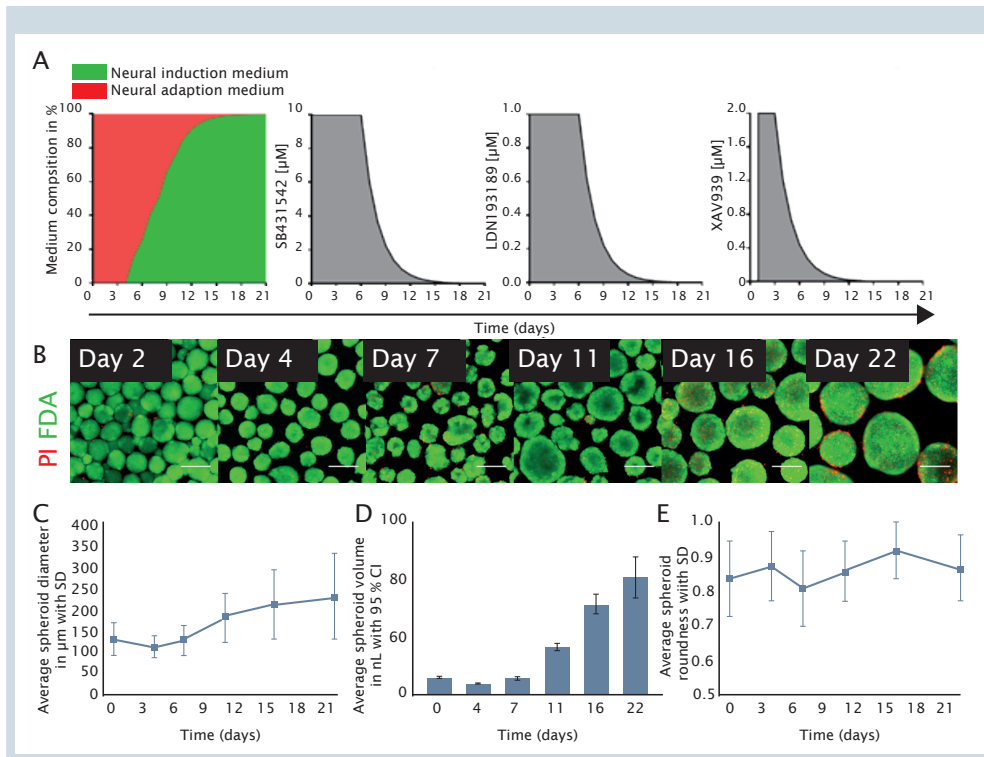 A
Neural induction medium
Neural adaption medium
Medium compsition in %
100
80
60
40
20
0
0 3 6 9 12 15 18 21
SB431542 [µM]
10
8
6
4
2
0
0 3 6 9 12 15 18 21
LDN193189 [µM]
1.0
0.8
0.6
0.4
0.2
0.0
0 3 6 9 12 15 18 21
XAV939 [µM]
2.0
1.6
1.2
0.8
0.4
0
0 3 6 9 12 15 18 21
Time (days)
B
PI FDA
Day 2
Day 4
Day 7
Day 11
Day 16
Day 22
C
Average spheroid diameter
in µm with SD
400
350
300
250
200
150
100
50
0
0 3 6 9 12 15 18 21
Time (days)
D
Average spheroid volume
in nL with 95 % CI
100
80
60
0
0 4 7 11 16 22
Time (days)
E
Average spheroid
roundness wiith SD
1.0
0.9
0.8
0.7
0.6
0.5
0 3 6 9 12 15 18 21
Time (days)